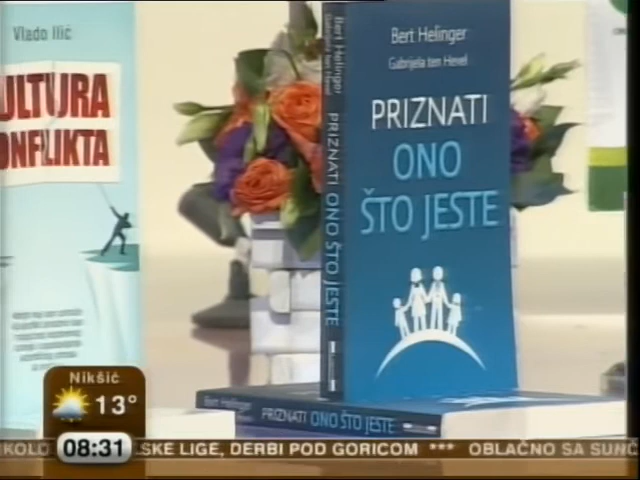 Vlado Ilić
ULTURA
ONFLIKTA
Bert Helinger
Gabrijela ten Hevel
PRIZNATI ONO ŠTO JESTE
Bert Helinger
Gabrijela ten Hevel
PRIZNATI
ONO
ŠTO JESTE
Bert Helinger PRIZNATI ONO ŠTO JESTE
Nikšić
13°
08:31
KOLO SKE LIGE, DERBI POD GORICOM *** OBLAČNO SA SUNČ